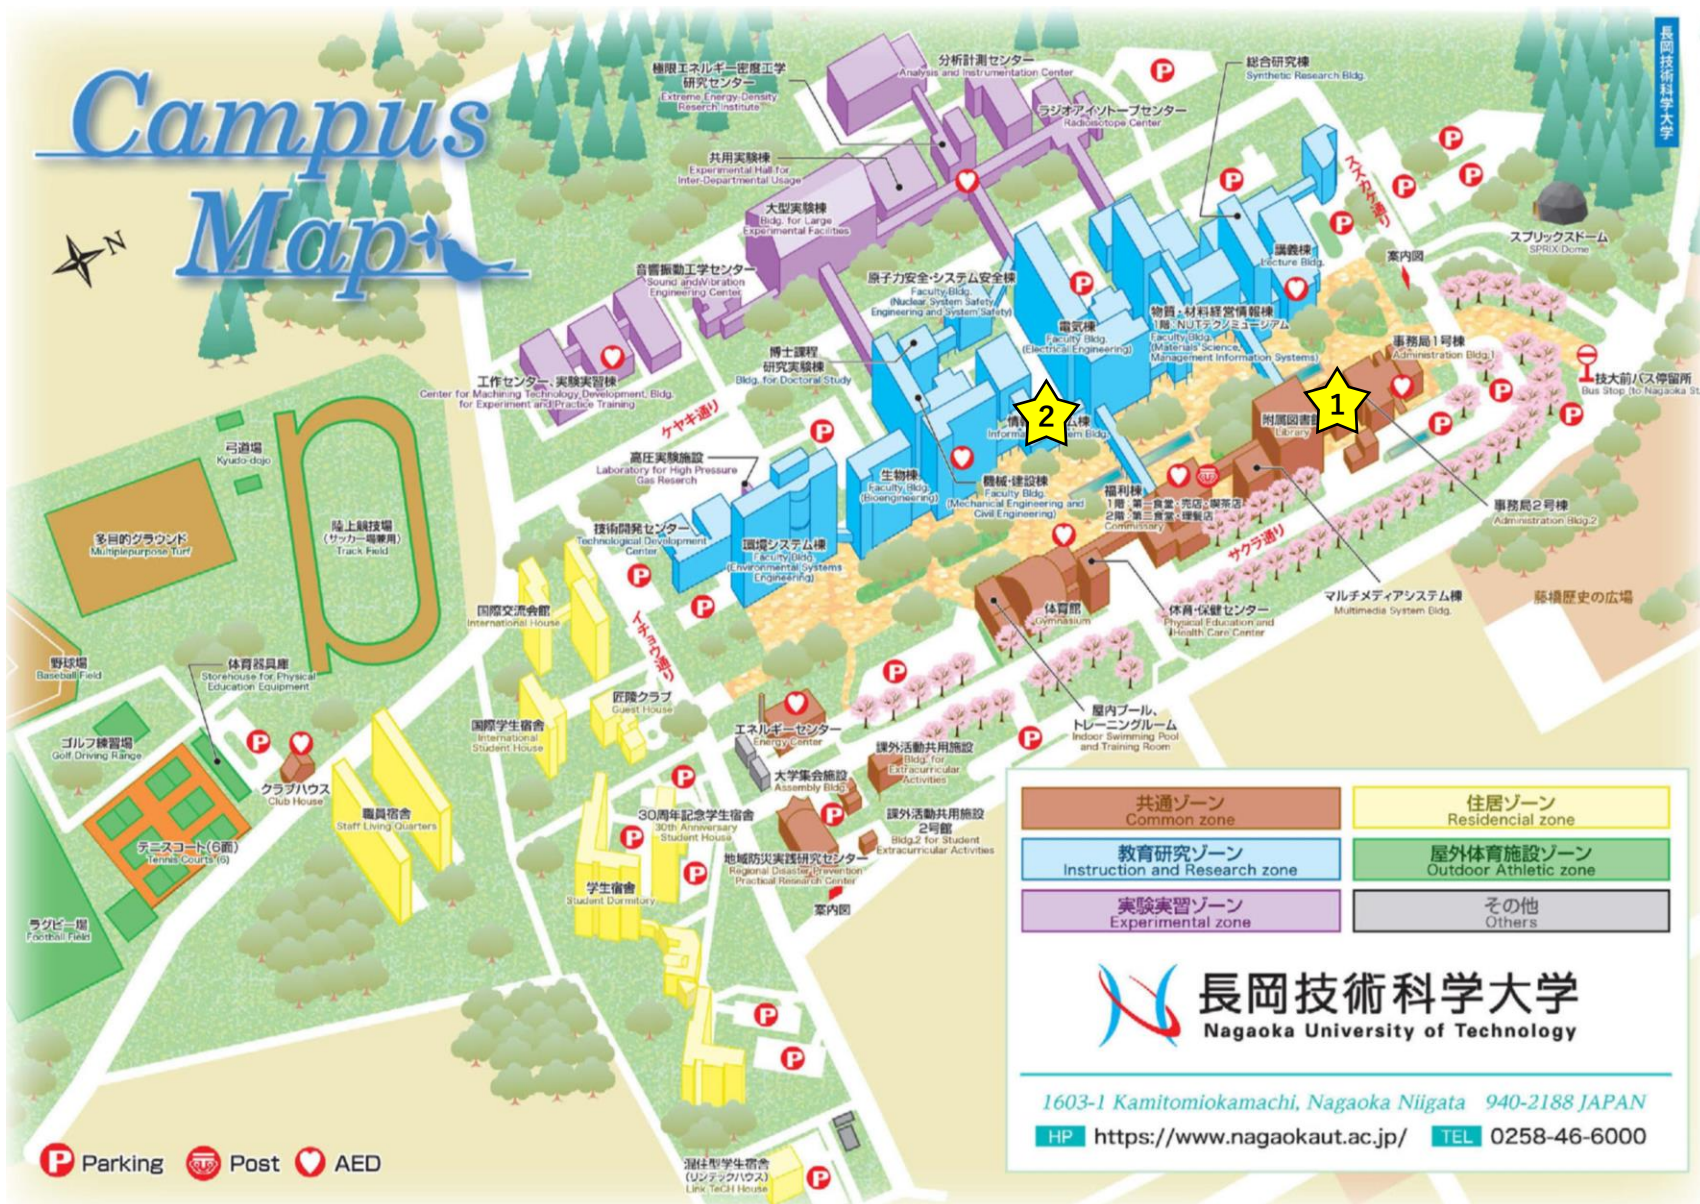 Campus
Map
N
長岡技術科学大学
極限エネルギー密度工学
研究センター
Extreme Energy-Density
Reserch Institute
分析計測センター
Analysis and Instrumentation Center
総合研究棟
Synthetic Research Bldg.
ラジオアイソトープセンター
Radioisotope Center
共用実験棟
Experimental Hall for
Inter-Departmental Usage
大型実験棟
Bldg. for Large
Experimental Facilities
スズカケ通り
スプリックスドーム
SPRIX Dome
案内図
講義棟
Lecture Bldg.
音響振動工学センター
Sound and Vibration
Engineering Center
原子力安全・システム安全棟
Faculty Bldg.
(Nuclear System Safety
Engineering and System Safety)
電気棟
Faculty Bldg.
(Electrical Engineering)
物質・材料経営情報棟
1階:NUTテクノミュージアム
Faculty Bldg.
(Materials Science,
Management Information Systems)
事務局1号棟
Administration Bldg.1
博士課程
研究実験棟
Bldg. for Doctoral Study
技大前バス停留所
Bus Stop (to Nagaoka St.
工作センター、実験実習棟
Center for Machining Technology Development, Bldg.
for Experiment and Practice Training
ケヤキ通り
1
2
附属図書館
Library
弓道場
Kyudo-dojo
高圧実験施設
Laboratory for High Pressure
Gas Reserch
生物棟
Faculty Bldg.
(Bioengineering)
機械・建設棟
Faculty Bldg.
(Mechanical Engineering and
Civil Engineering)
福利棟
1階:第一食堂・売店・喫茶店
2階:第二食堂・理髪店
Commissary
事務局2号棟
Administration Bldg.2
多目的グラウンド
Multiplepurpose Turf
陸上競技場
(サッカー場兼用)
Track Field
技術開発センター
Technological Development
Center
環境システム棟
Faculty Bldg.
(Environmental Systems
Engineering)
サクラ通り
マルチメディアシステム棟
Multimedia System Bldg.
藤橋歴史の広場
国際交流会館
International House
イチョウ通り
体育館
Gymnasium
体育・保健センター
Physical Education and
Health Care Center
野球場
Baseball Field
体育器具庫
Storehouse for Physical
Education Equipment
匠陵クラブ
Guest House
国際学生宿舎
International
Student House
エネルギーセンター
Energy Center
屋内プール、
トレーニングルーム
Indoor Swimming Pool
and Training Room
ゴルフ練習場
Golf Driving Range
クラブハウス
Club House
課外活動共用施設
Bldg. for
Extracurricular
Activities
大学集会施設
Assembly Bldg.
職員宿舎
Staff Living Quarters
30周年記念学生宿舎
30th Anniversary
Student House
課外活動共用施設
2号館
Bldg.2 for Student
Extracurricular Activities
テニスコート(6面)
Tennis Courts (6)
地域防災実践研究センター
Regional Disaster Prevention
Practical Research Center
学生宿舎
Student Dormitory
案内図
ラグビー場
Football Field
混住型学生宿舎
(リンテックハウス)
Link TeCH House
P Parking
Post
AED
共通ゾーン
Common zone
住居ゾーン
Residencial zone
教育研究ゾーン
Instruction and Research zone
屋外体育施設ゾーン
Outdoor Athletic zone
実験実習ゾーン
Experimental zone
その他
Others
長岡技術科学大学
Nagaoka University of Technology
1603-1 Kamitomiokamachi, Nagaoka Niigata 940-2188 JAPAN
HP https://www.nagaokaut.ac.jp/ TEL 0258-46-6000